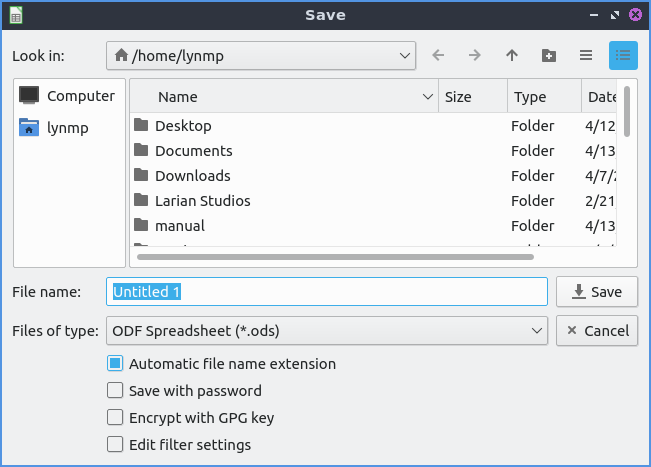 Save
Look in: /home/lynmp
Computer
lynmp
Name Size Type Date
Desktop Folder 4/12
Documents Folder 4/13
Downloads Folder 4/7/2
Larian Studios Folder 2/21
manual Folder 4/13
File name: Untitled 1 Save
Files of type: ODF Spreadsheet (*.ods) Cancel
Automatic file name extension
Save with password
Encrypt with GPG key
Edit filter settings